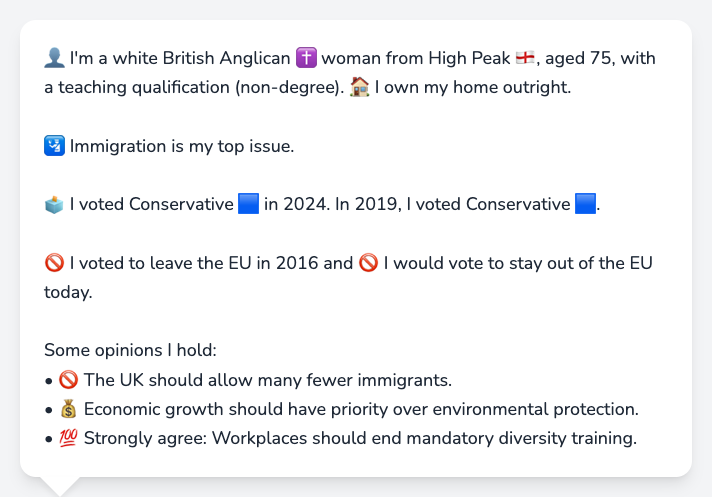 👤 I'm a white British Anglican ✝️ woman from High Peak 🏴󠁧󠁢󠁥󠁮󠁧󠁿, aged 75, with
a teaching qualification (non-degree). 🏠 I own my home outright.
🛂 Immigration is my top issue.
🗳️ I voted Conservative 🟦 in 2024. In 2019, I voted Conservative 🟦.
🚫 I voted to leave the EU in 2016 and 🚫 I would vote to stay out of the EU
today.
Some opinions I hold:
• 🚫 The UK should allow many fewer immigrants.
• 💰 Economic growth should have priority over environmental protection.
• 💯 Strongly agree: Workplaces should end mandatory diversity training.